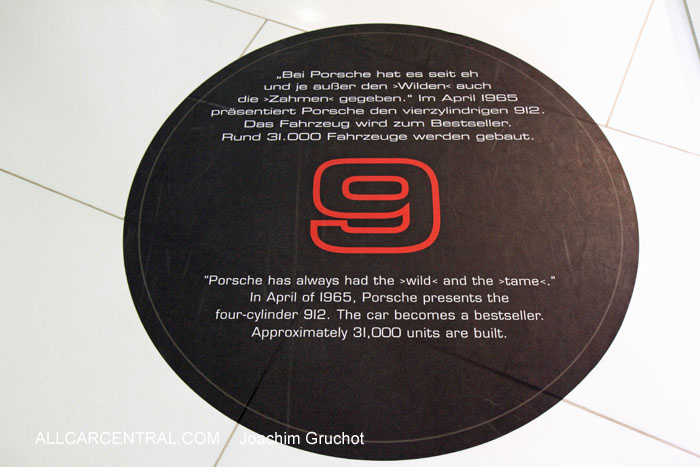 „Bei Porsche hat es seit eh
und je außer den ›Wilden‹ auch
die ›Zahmen‹ gegeben.“ Im April 1965
präsentiert Porsche den vierzylindrigen 912.
Das Fahrzeug wird zum Bestseller.
Rund 31.000 Fahrzeuge werden gebaut.
9
“Porsche has always had the ›wild‹ and the ›tame‹.”
In April of 1965, Porsche presents the
four-cylinder 912. The car becomes a bestseller.
Approximately 31,000 units are built.
ALLCARCENTRAL.COM Joachim Gruchot